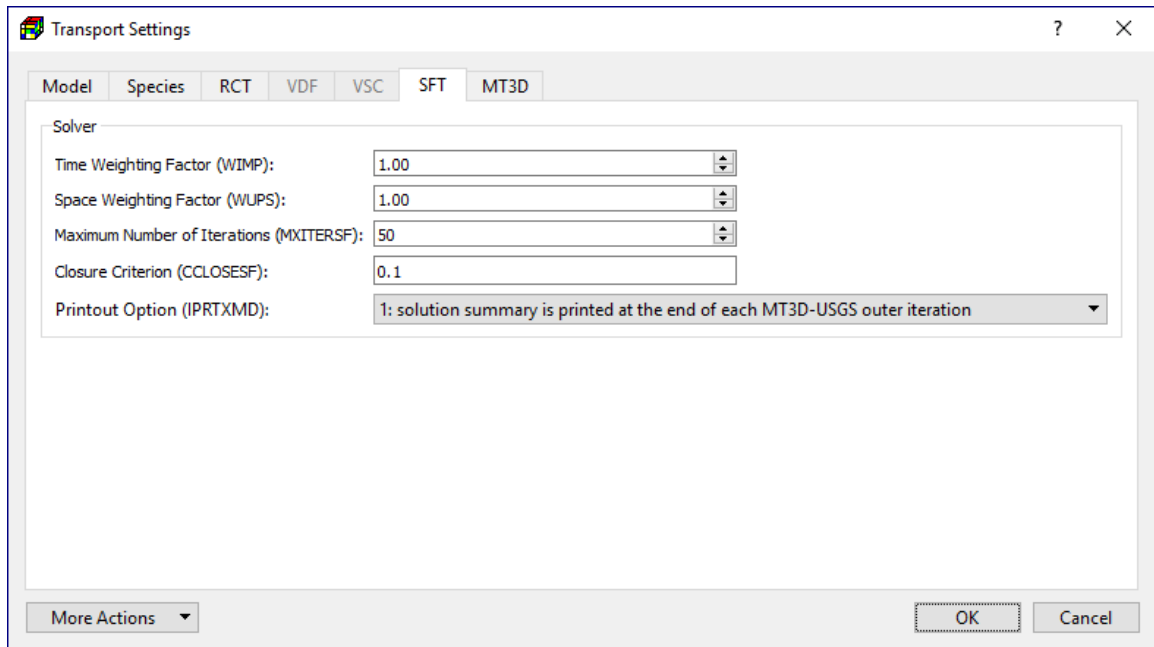 Transport Settings
?
Model Species RCT VDF VSC SFT MT3D
Solver
Time Weighting Factor (WIMP): 1.00
Space Weighting Factor (WUPS): 1.00
Maximum Number of Iterations (MXITERSF): 50
Closure Criterion (CCLOSESF): 0.1
Printout Option (IPRTXMD): 1: solution summary is printed at the end of each MT3D-USGS outer iteration
More Actions OK Cancel